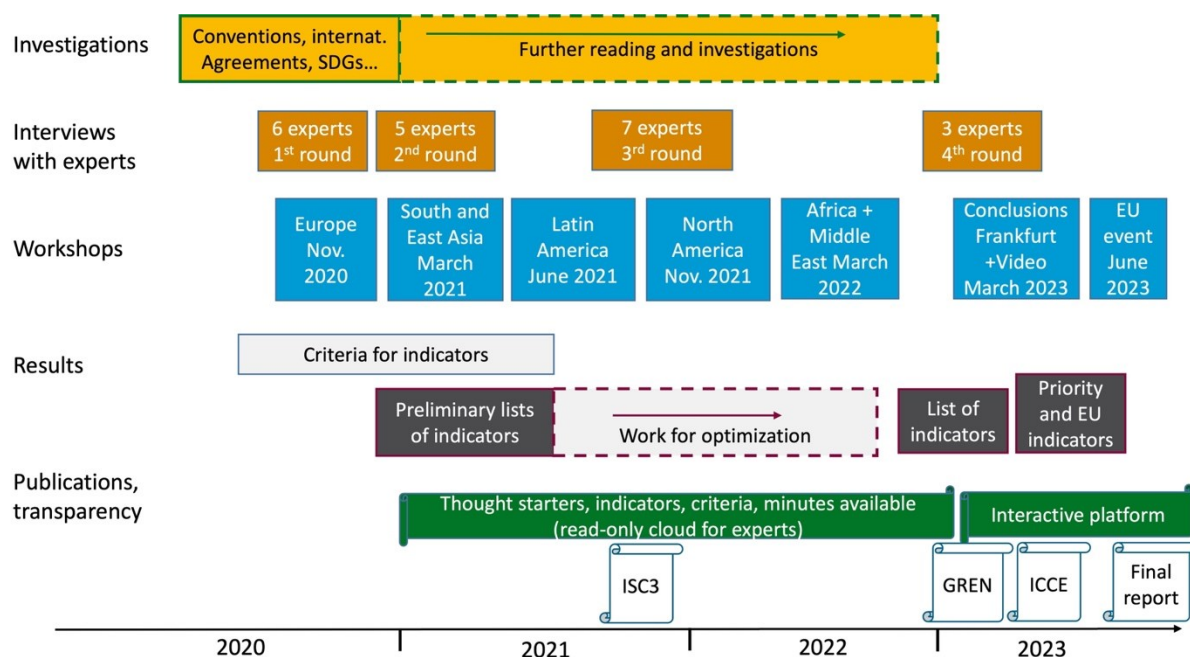 Investigations
Conventions, internat.
Agreements, SDGs...
Further reading and investigations
Interviews
with experts
6 experts
1st round
5 experts
2nd round
7 experts
3rd round
3 experts
4th round
Workshops
Europe
Nov.
2020
South and
East Asia
March
2021
Latin
America
June 2021
North
America
Nov. 2021
Africa +
Middle
East March
2022
Conclusions
Frankfurt
+Video
March 2023
EU
event
June
2023
Results
Criteria for indicators
Preliminary lists
of indicators
Work for optimization
List of
indicators
Priority
and EU
indicators
Publications,
transparency
Thought starters, indicators, criteria, minutes available
(read-only cloud for experts)
Interactive platform
ISC3
GREN
ICCE
Final
report
2020
2021
2022
2023